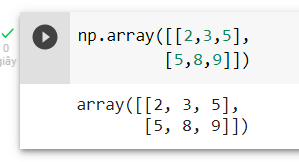 np.array([[2,3,5],
[5,8,9]])
0
giây
array([[2, 3, 5],
[5, 8, 9]])